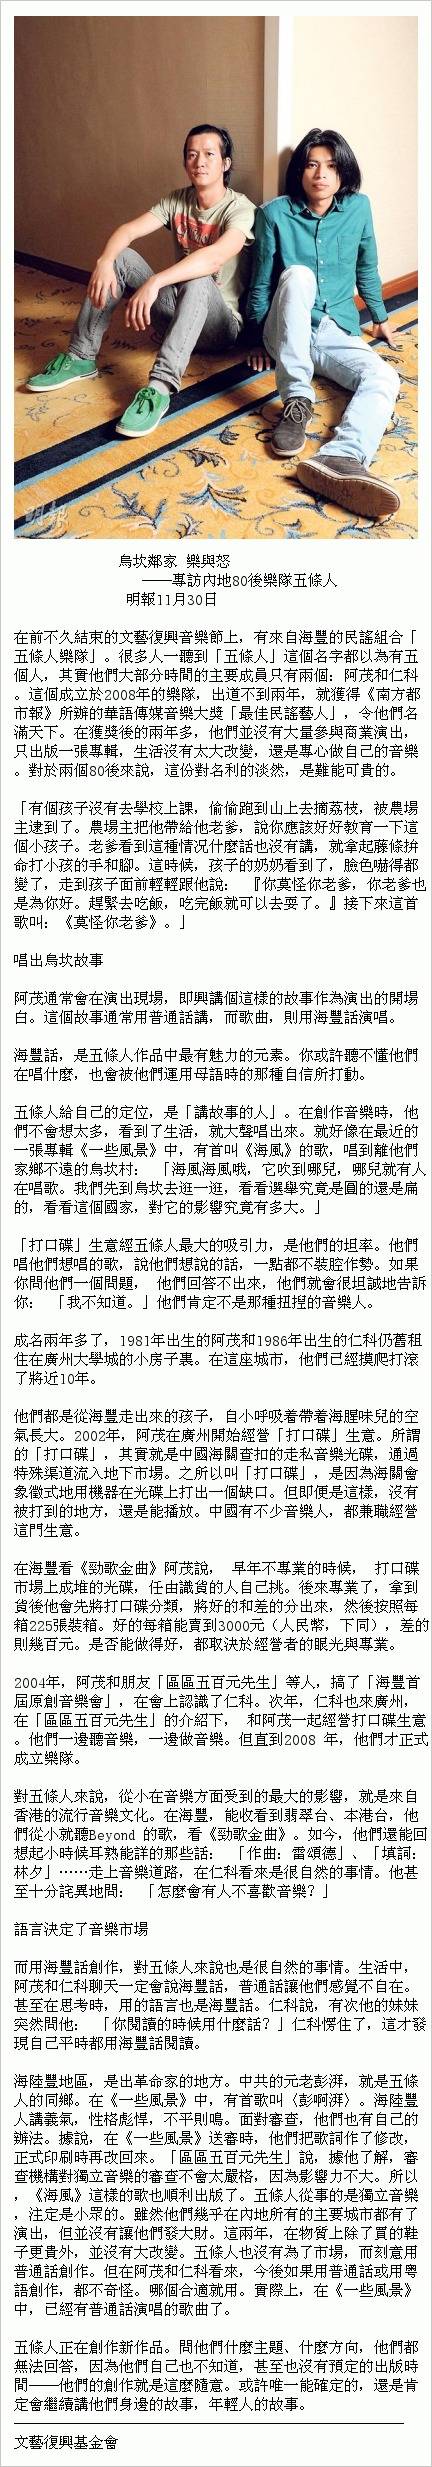 明報
烏坎鄰家 樂與怒
——專訪內地80後樂隊五條人
明報11月30日
在前不久結束的文藝復興音樂節上，有來自海豐的民謠組合「
五條人樂隊」。很多人一聽到「五條人」這個名字都以為有五
個人，其實他們大部分時間的主要成員只有兩個：阿茂和仁科
。這個成立於2008年的樂隊，出道不到兩年，就獲得《南方都
市報》所辦的華語傳媒音樂大獎「最佳民謠藝人」，令他們名
滿天下。在獲獎後的兩年多，他們並沒有大量參與商業演出，
只出版一張專輯，生活沒有太大改變，還是專心做自己的音樂
。對於兩個80後來說，這份對名利的淡然，是難能可貴的。
「有個孩子沒有去學校上課，偷偷跑到山上去摘荔枝，被農場
主逮到了。農場主把他帶給他老爹，說你應該好好教育一下這
個小孩子。老爹看到這種情况什麼話也沒有講，就拿起藤條拚
命打小孩的手和腳。這時候，孩子的奶奶看到了，臉色嚇得都
變了，走到孩子面前輕輕跟他說： 『你莫怪你老爹，你老爹也
是為你好。趕緊去吃飯，吃完飯就可以去耍了。』接下來這首
歌叫：《莫怪你老爹》。」
唱出烏坎故事
阿茂通常會在演出現場，即興講個這樣的故事作為演出的開場
白。這個故事通常用普通話講，而歌曲，則用海豐話演唱。
海豐話，是五條人作品中最有魅力的元素。你或許聽不懂他們
在唱什麼，也會被他們運用母語時的那種自信所打動。
五條人給自己的定位，是「講故事的人」。在創作音樂時，他
們不會想太多，看到了生活，就大聲唱出來。就好像在最近的
一張專輯《一些風景》中，有首叫《海風》的歌，唱到離他們
家鄉不遠的烏坎村： 「海風海風哦，它吹到哪兒，哪兒就有人
在唱歌。我們先到烏坎去逛一逛，看看選舉究竟是圓的還是扁
的，看看這個國家，對它的影響究竟有多大。」
「打口碟」生意經五條人最大的吸引力，是他們的坦率。他們
唱他們想唱的歌，說他們想說的話，一點都不裝腔作勢。如果
你問他們一個問題， 他們回答不出來，他們就會很坦誠地告訴
你： 「我不知道。」他們肯定不是那種扭捏的音樂人。
成名兩年多了，1981年出生的阿茂和1986年出生的仁科仍舊租
住在廣州大學城的小房子裏。在這座城市，他們已經摸爬打滾
了將近10年。
他們都是從海豐走出來的孩子，自小呼吸着帶着海腥味兒的空
氣長大。2002年，阿茂在廣州開始經營「打口碟」生意。所謂
的「打口碟」，其實就是中國海關查扣的走私音樂光碟，通過
特殊渠道流入地下市場。之所以叫「打口碟」，是因為海關會
象徵式地用機器在光碟上打出一個缺口。但即便是這樣，沒有
被打到的地方，還是能播放。中國有不少音樂人，都兼職經營
這門生意。
在海豐看《勁歌金曲》阿茂說， 早年不專業的時候， 打口碟
市場上成堆的光碟，任由識貨的人自己挑。後來專業了，拿到
貨後他會先將打口碟分類，將好的和差的分出來，然後按照每
箱225張裝箱。好的每箱能賣到3000元（人民幣，下同），差的
則幾百元。是否能做得好，都取決於經營者的眼光與專業。
2004年，阿茂和朋友「區區五百元先生」等人，搞了「海豐首
屆原創音樂會」，在會上認識了仁科。次年，仁科也來廣州，
在「區區五百元先生」的介紹下， 和阿茂一起經營打口碟生意
。他們一邊聽音樂，一邊做音樂。但直到2008 年，他們才正式
成立樂隊。
對五條人來說，從小在音樂方面受到的最大的影響，就是來自
香港的流行音樂文化。在海豐，能收看到翡翠台、本港台，他
們從小就聽Beyond 的歌，看《勁歌金曲》。如今，他們還能回
想起小時候耳熟能詳的那些話： 「作曲：雷頌德」、「填詞：
林夕」⋯⋯走上音樂道路，在仁科看來是很自然的事情。他甚
至十分詫異地問： 「怎麼會有人不喜歡音樂？」
語言決定了音樂市場
而用海豐話創作，對五條人來說也是很自然的事情。生活中，
阿茂和仁科聊天一定會說海豐話，普通話讓他們感覺不自在。
甚至在思考時，用的語言也是海豐話。仁科說，有次他的妹妹
突然問他： 「你閱讀的時候用什麼話？」仁科愣住了，這才發
現自己平時都用海豐話閱讀。
海陸豐地區，是出革命家的地方。中共的元老彭湃，就是五條
人的同鄉。在《一些風景》中，有首歌叫〈彭啊湃〉。海陸豐
人講義氣，性格彪悍，不平則鳴。面對審查，他們也有自己的
辦法。據說，在《一些風景》送審時，他們把歌詞作了修改，
正式印刷時再改回來。「區區五百元先生」說，據他了解，審
查機構對獨立音樂的審查不會太嚴格，因為影響力不大。所以
，《海風》這樣的歌也順利出版了。五條人從事的是獨立音樂
，注定是小眾的。雖然他們幾乎在內地所有的主要城市都有了
演出，但並沒有讓他們發大財。這兩年，在物質上除了買的鞋
子更貴外，並沒有大改變。五條人也沒有為了市場，而刻意用
普通話創作。但在阿茂和仁科看來，今後如果用普通話或用粵
語創作，都不奇怪。哪個合適就用。實際上，在《一些風景》
中，已經有普通話演唱的歌曲了。
五條人正在創作新作品。問他們什麼主題、什麼方向，他們都
無法回答，因為他們自己也不知道，甚至也沒有預定的出版時
間——他們的創作就是這麼隨意。或許唯一能確定的，還是肯
定會繼續講他們身邊的故事，年輕人的故事。
文藝復興基金會